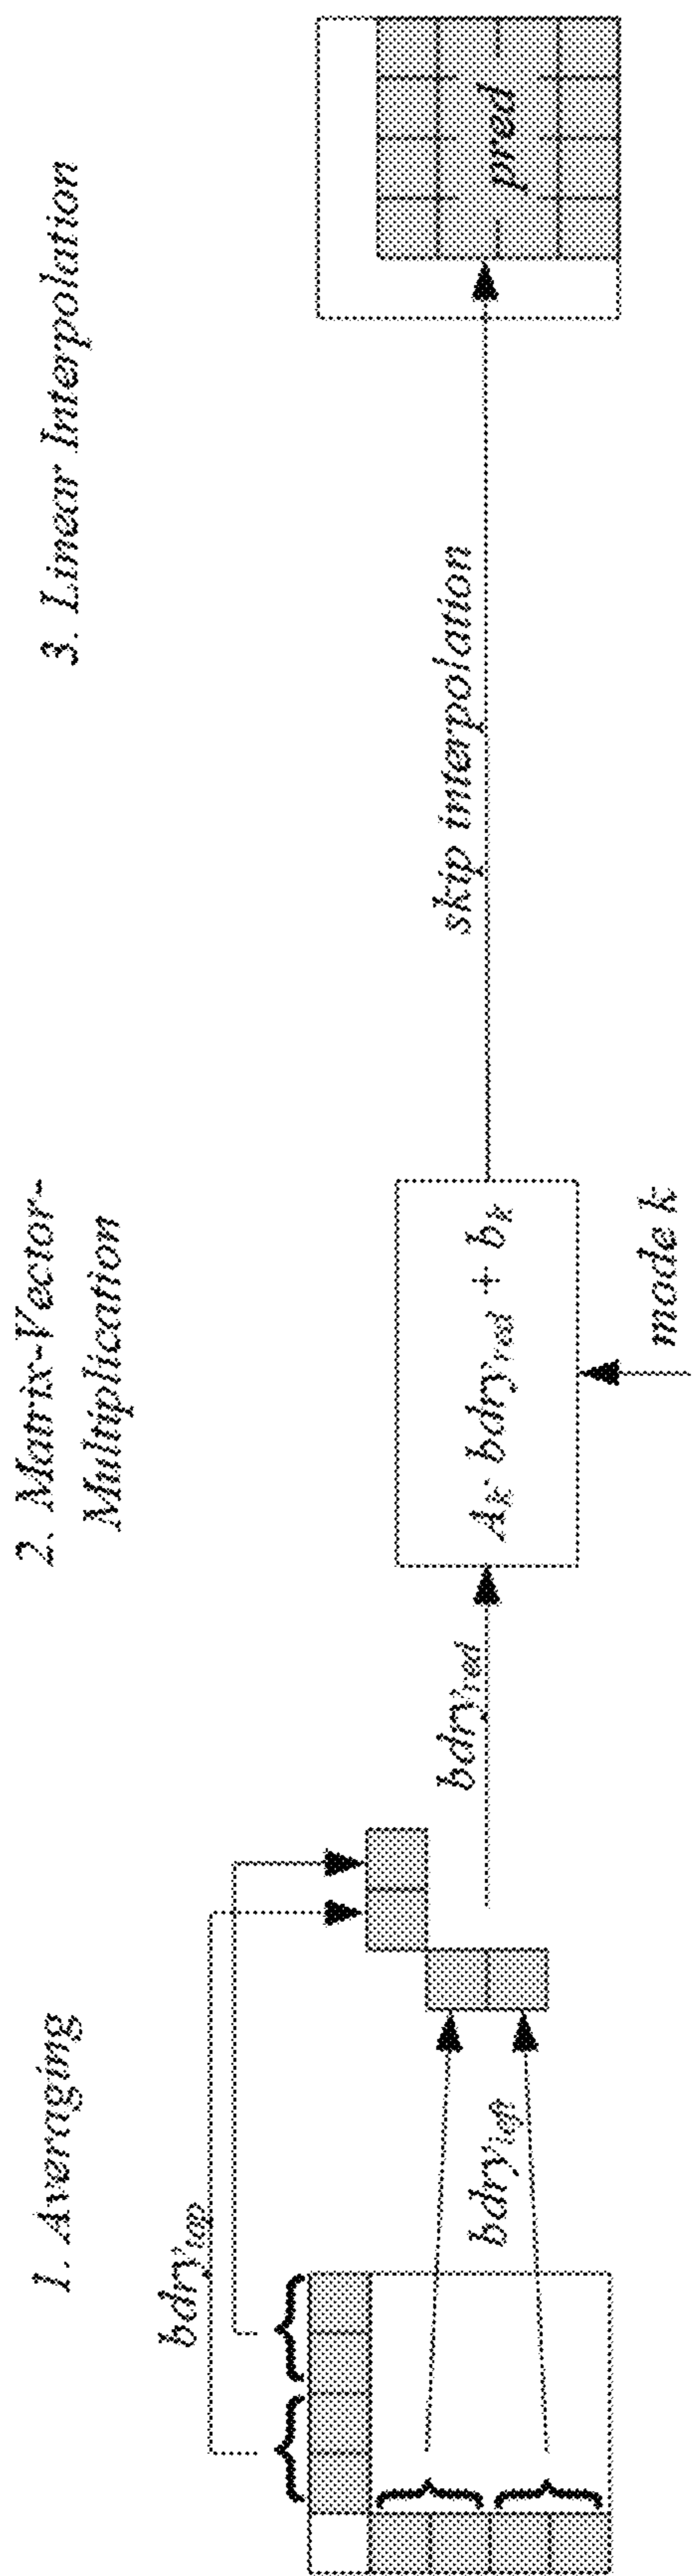 1. Averaging
2. Matrix-Vector-
Multiplication
3. Linear Interpolation
bdry_top
bdry_left
bdry_red
A_k · bdry_red + b_k
mode k
skip interpolation
pred